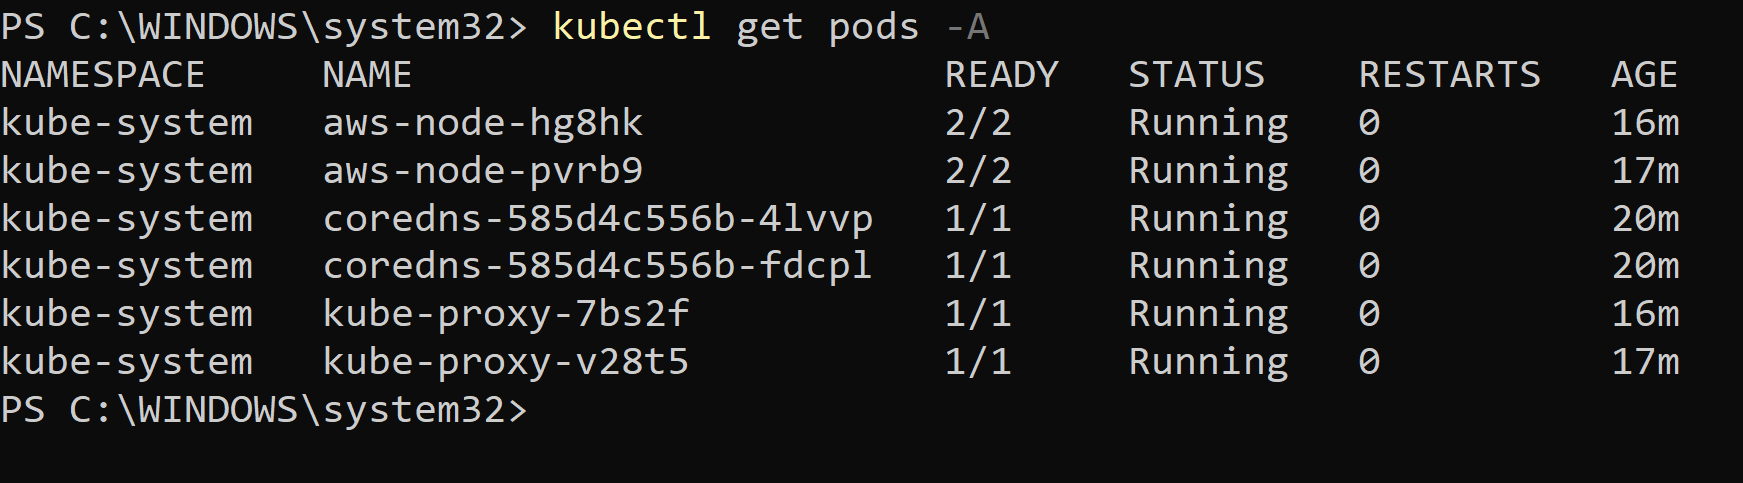 PS C:\WINDOWS\system32> kubectl get pods -A
NAMESPACE     NAME                       READY   STATUS    RESTARTS   AGE
kube-system   aws-node-hg8hk             2/2     Running   0          16m
kube-system   aws-node-pvrb9             2/2     Running   0          17m
kube-system   coredns-585d4c556b-4lvvp   1/1     Running   0          20m
kube-system   coredns-585d4c556b-fdcpl   1/1     Running   0          20m
kube-system   kube-proxy-7bs2f           1/1     Running   0          16m
kube-system   kube-proxy-v28t5           1/1     Running   0          17m
PS C:\WINDOWS\system32>